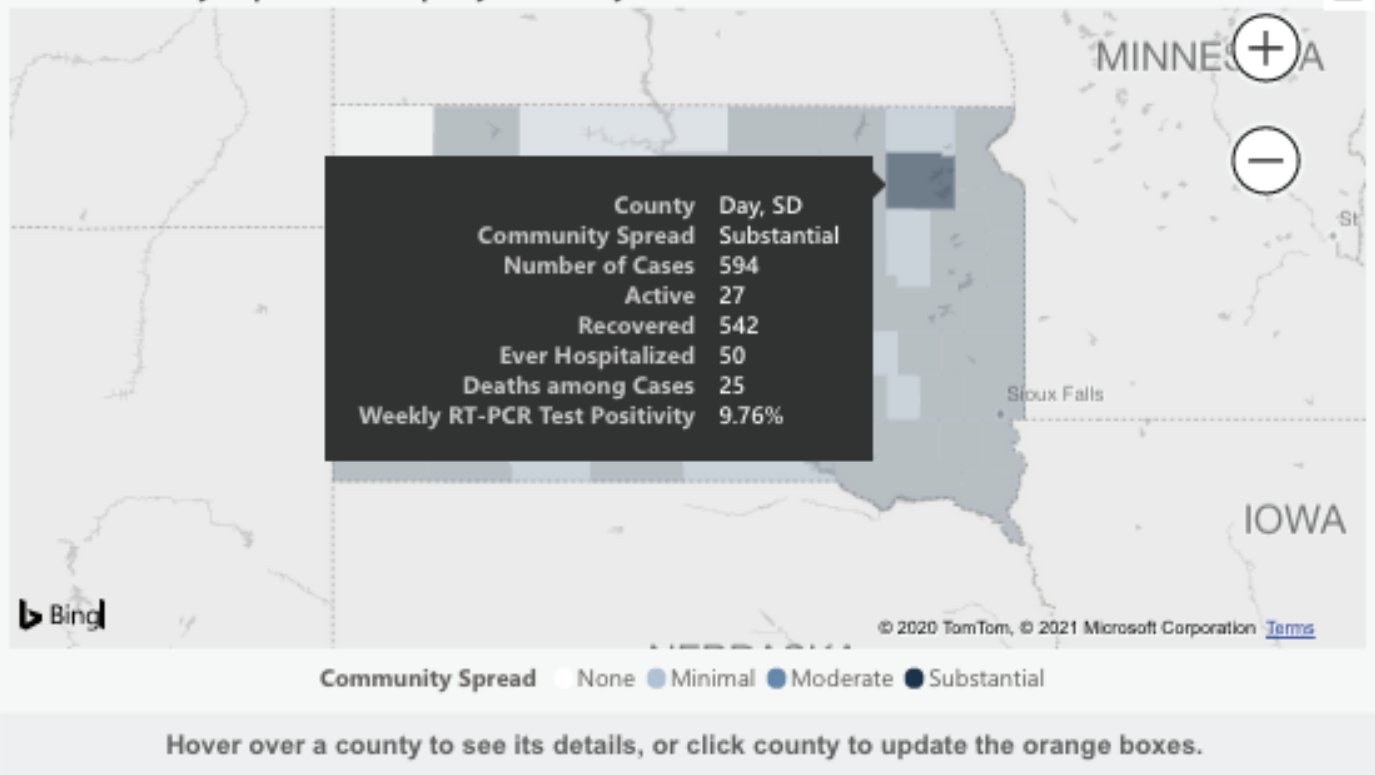 MINNES A
County Day, SD
Community Spread Substantial
Number of Cases 594
Active 27
Recovered 542
Ever Hospitalized 50
Deaths among Cases 25
Weekly RT-PCR Test Positivity 9.76%
Sioux Falls
IOWA
Bing
© 2020 TomTom, © 2021 Microsoft Corporation Terms
Community Spread None Minimal Moderate Substantial
Hover over a county to see its details, or click county to update the orange boxes.